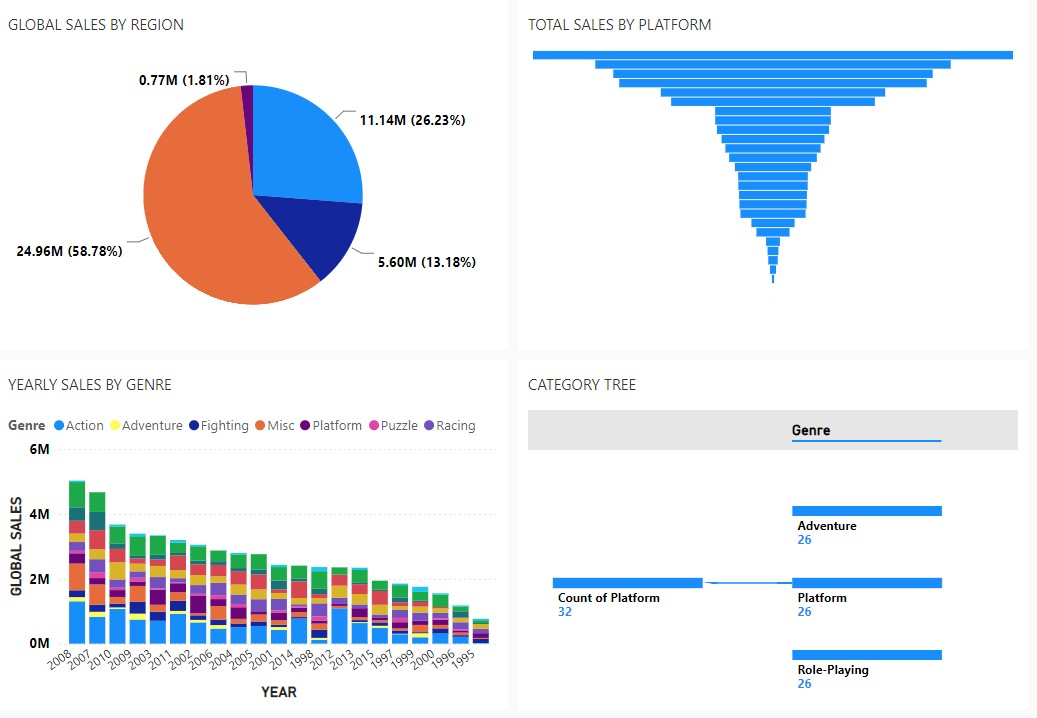 GLOBAL SALES BY REGION
0.77M (1.81%)
11.14M (26.23%)
24.96M (58.78%)
5.60M (13.18%)
TOTAL SALES BY PLATFORM
YEARLY SALES BY GENRE
Genre Action Adventure Fighting Misc Platform Puzzle Racing
6M
4M
2M
0M
GLOBAL SALES
2008 2007 2010 2009 2003 2011 2002 2006 2004 2005 2001 2014 1998 2012 2013 2015 1997 1999 2000 1996 1995
YEAR
CATEGORY TREE
Genre
Adventure
26
Count of Platform
32
Platform
26
Role-Playing
26